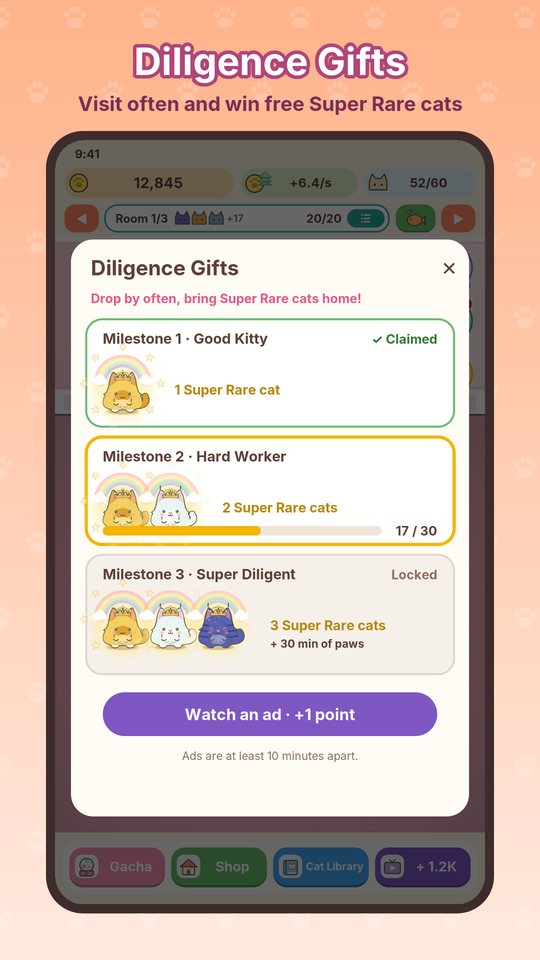 Diligence Gifts
Visit often and win free Super Rare cats
9:41
12,845
+6.4/s
52/60
Room 1/3
+17
20/20
Diligence Gifts
Drop by often, bring Super Rare cats home!
Milestone 1 · Good Kitty
✓ Claimed
1 Super Rare cat
Milestone 2 · Hard Worker
2 Super Rare cats
17 / 30
Milestone 3 · Super Diligent
Locked
3 Super Rare cats
+ 30 min of paws
Watch an ad · +1 point
Ads are at least 10 minutes apart.
Gacha
Shop
Cat Library
+ 1.2K